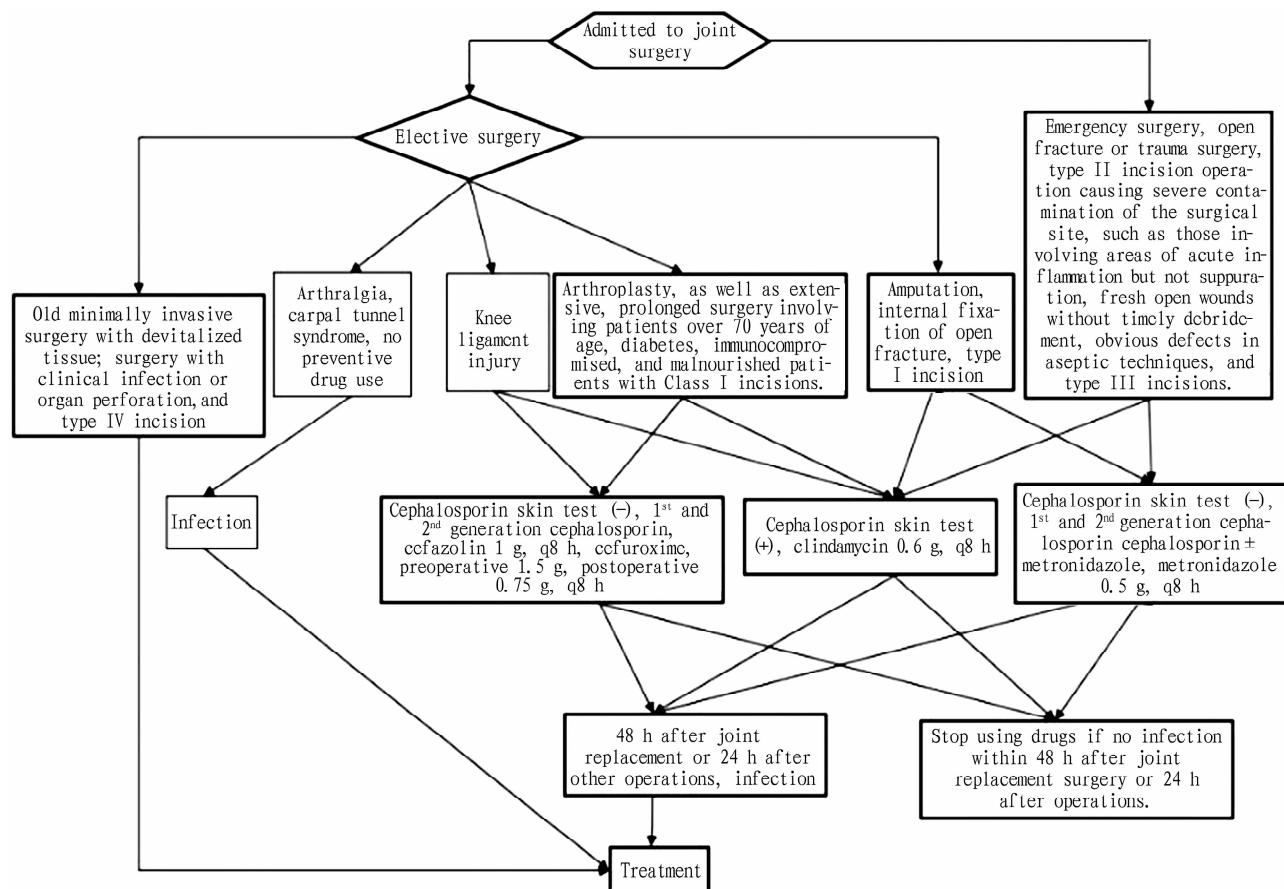 Admitted to joint
surgery
Elective surgery
Emergency surgery, open
fracture or trauma surgery,
type II incision opera-
tion causing severe conta-
mination of the surgical
site, such as those in-
volving areas of acute in-
flammation but not suppura-
tion, fresh open wounds
without timcly dcbridc-
ment, obvious defects in
aseptic techniques, and
type III incisions.
Old minimally invasive
surgery with devitalized
tissue; surgery with
clinical infection or
organ perforation, and
type IV incision
Arthralgia,
carpal tunnel
syndrome, no
preventive
drug use
Knee
ligament
injury
Arthroplasty, as well as exten-
sive, prolonged surgery involv-
ing patients over 70 years of
age, diabetes, immunocompro-
mised, and malnourished pati-
ents with Class I incisions.
Amputation,
internal fixa-
tion of open
fracture, type
I incision
Infection
Cephalosporin skin test (−), 1st and
2nd generation cephalosporin,
ccfazolin 1 g, q8 h, ccfuroximc,
preoperative 1.5 g, postoperative
0.75 g, q8 h
Cephalosporin skin test
(+), clindamycin 0.6 g, q8 h
Cephalosporin skin test (−),
1st and 2nd generation cepha-
losporin cephalosporin ±
metronidazole, metronidazole
0.5 g, q8 h
48 h after joint
replacement or 24 h after
other operations, infection
Stop using drugs if no infection
within 48 h after joint
replacement surgery or 24 h
after operations.
Treatment